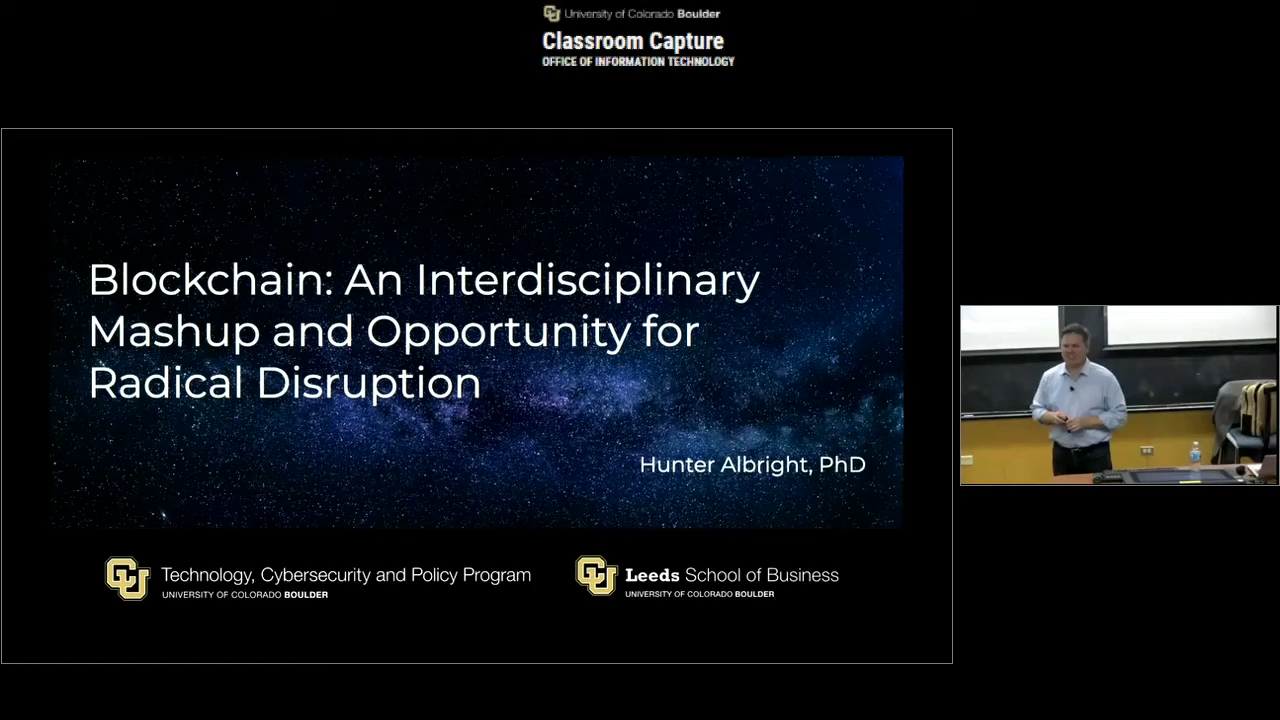 University of Colorado Boulder
Classroom Capture
OFFICE OF INFORMATION TECHNOLOGY
Blockchain: An Interdisciplinary
Mashup and Opportunity for
Radical Disruption
Hunter Albright, PhD
Technology, Cybersecurity and Policy Program
UNIVERSITY OF COLORADO BOULDER
Leeds School of Business
UNIVERSITY OF COLORADO BOULDER